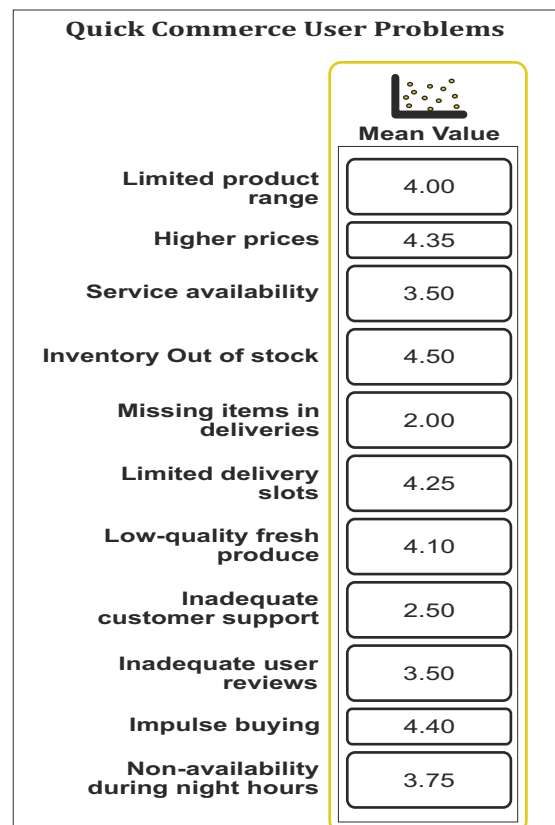 Quick Commerce User Problems
Mean Value
Limited product
range
4.00
Higher prices
4.35
Service availability
3.50
Inventory Out of stock
4.50
Missing items in
deliveries
2.00
Limited delivery
slots
4.25
Low-quality fresh
produce
4.10
Inadequate
customer support
2.50
Inadequate user
reviews
3.50
Impulse buying
4.40
Non-availability
during night hours
3.75